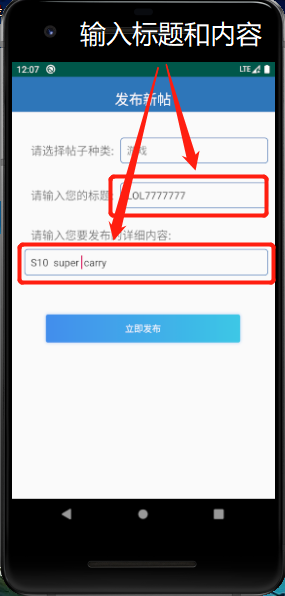 输入标题和内容
12:07 LTE
发布新帖
请选择帖子种类: 游戏
请输入您的标题: LOL7777777
请输入您要发布的详细内容:
S10 super carry
立即发布